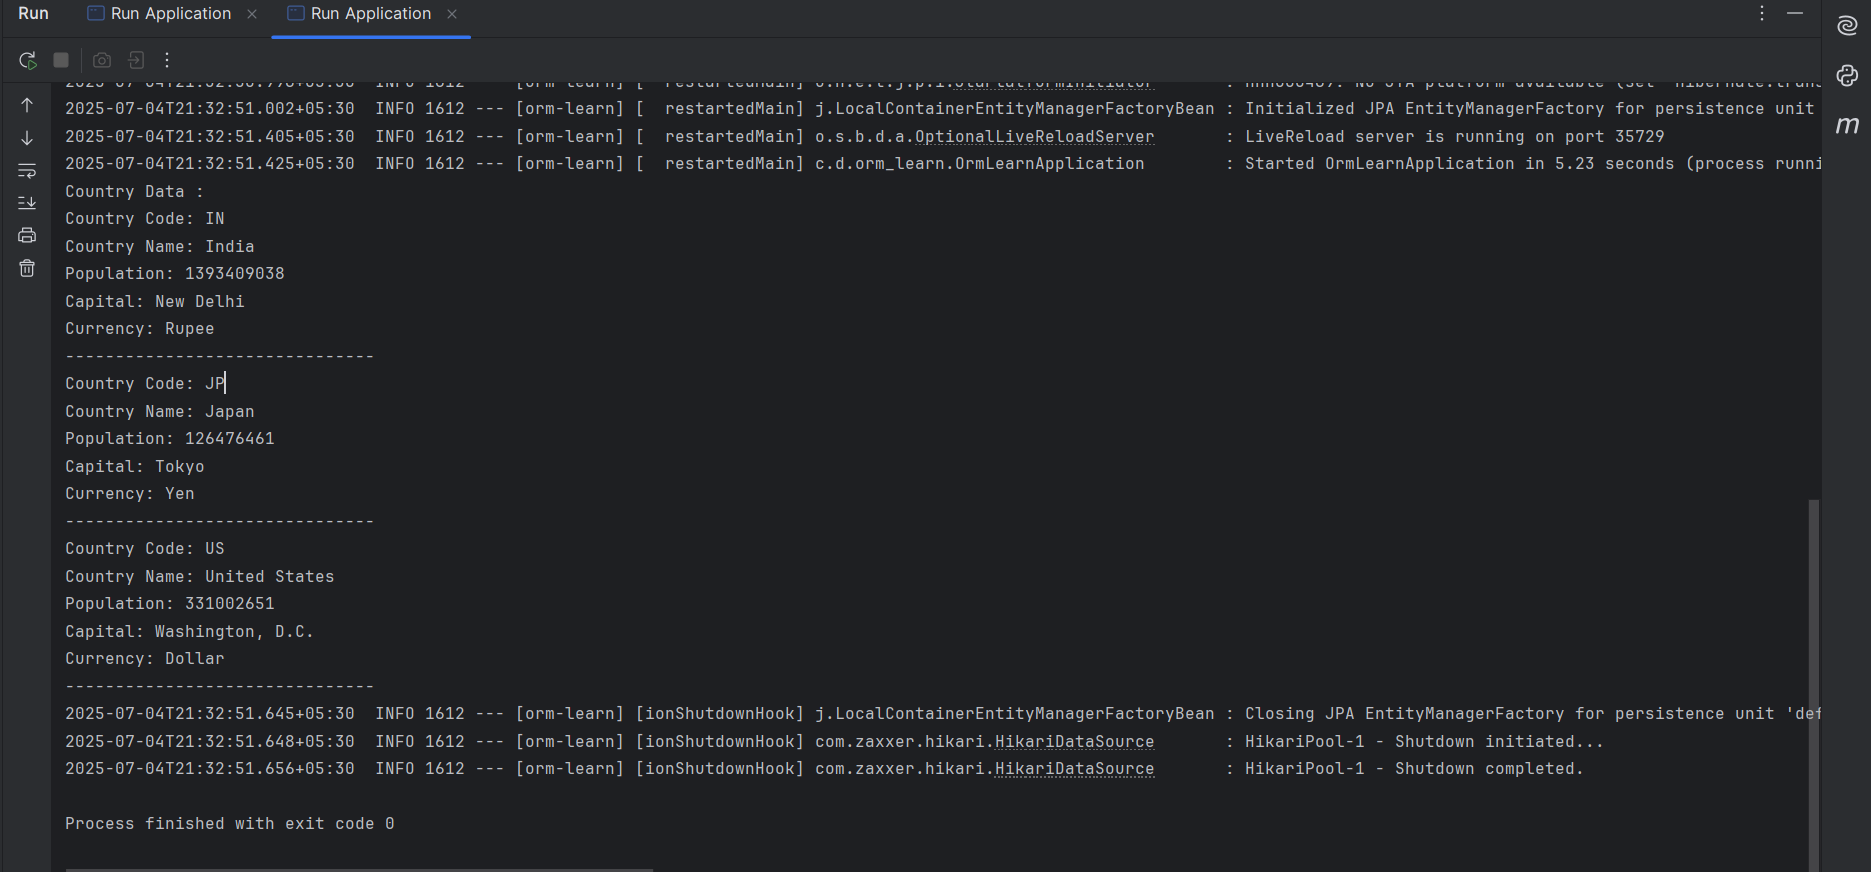 Run Run Application Run Application
2025-07-04T21:32:51.002+05:30  INFO 1612 --- [orm-learn] [  restartedMain] j.LocalContainerEntityManagerFactoryBean : Initialized JPA EntityManagerFactory for persistence unit
2025-07-04T21:32:51.405+05:30  INFO 1612 --- [orm-learn] [  restartedMain] o.s.b.d.a.OptionalLiveReloadServer       : LiveReload server is running on port 35729
2025-07-04T21:32:51.425+05:30  INFO 1612 --- [orm-learn] [  restartedMain] c.d.orm_learn.OrmLearnApplication        : Started OrmLearnApplication in 5.23 seconds (process runni
Country Data :
Country Code: IN
Country Name: India
Population: 1393409038
Capital: New Delhi
Currency: Rupee
-------------------------------
Country Code: JP
Country Name: Japan
Population: 126476461
Capital: Tokyo
Currency: Yen
-------------------------------
Country Code: US
Country Name: United States
Population: 331002651
Capital: Washington, D.C.
Currency: Dollar
-------------------------------
2025-07-04T21:32:51.645+05:30  INFO 1612 --- [orm-learn] [ionShutdownHook] j.LocalContainerEntityManagerFactoryBean : Closing JPA EntityManagerFactory for persistence unit 'def
2025-07-04T21:32:51.648+05:30  INFO 1612 --- [orm-learn] [ionShutdownHook] com.zaxxer.hikari.HikariDataSource       : HikariPool-1 - Shutdown initiated...
2025-07-04T21:32:51.656+05:30  INFO 1612 --- [orm-learn] [ionShutdownHook] com.zaxxer.hikari.HikariDataSource       : HikariPool-1 - Shutdown completed.
Process finished with exit code 0